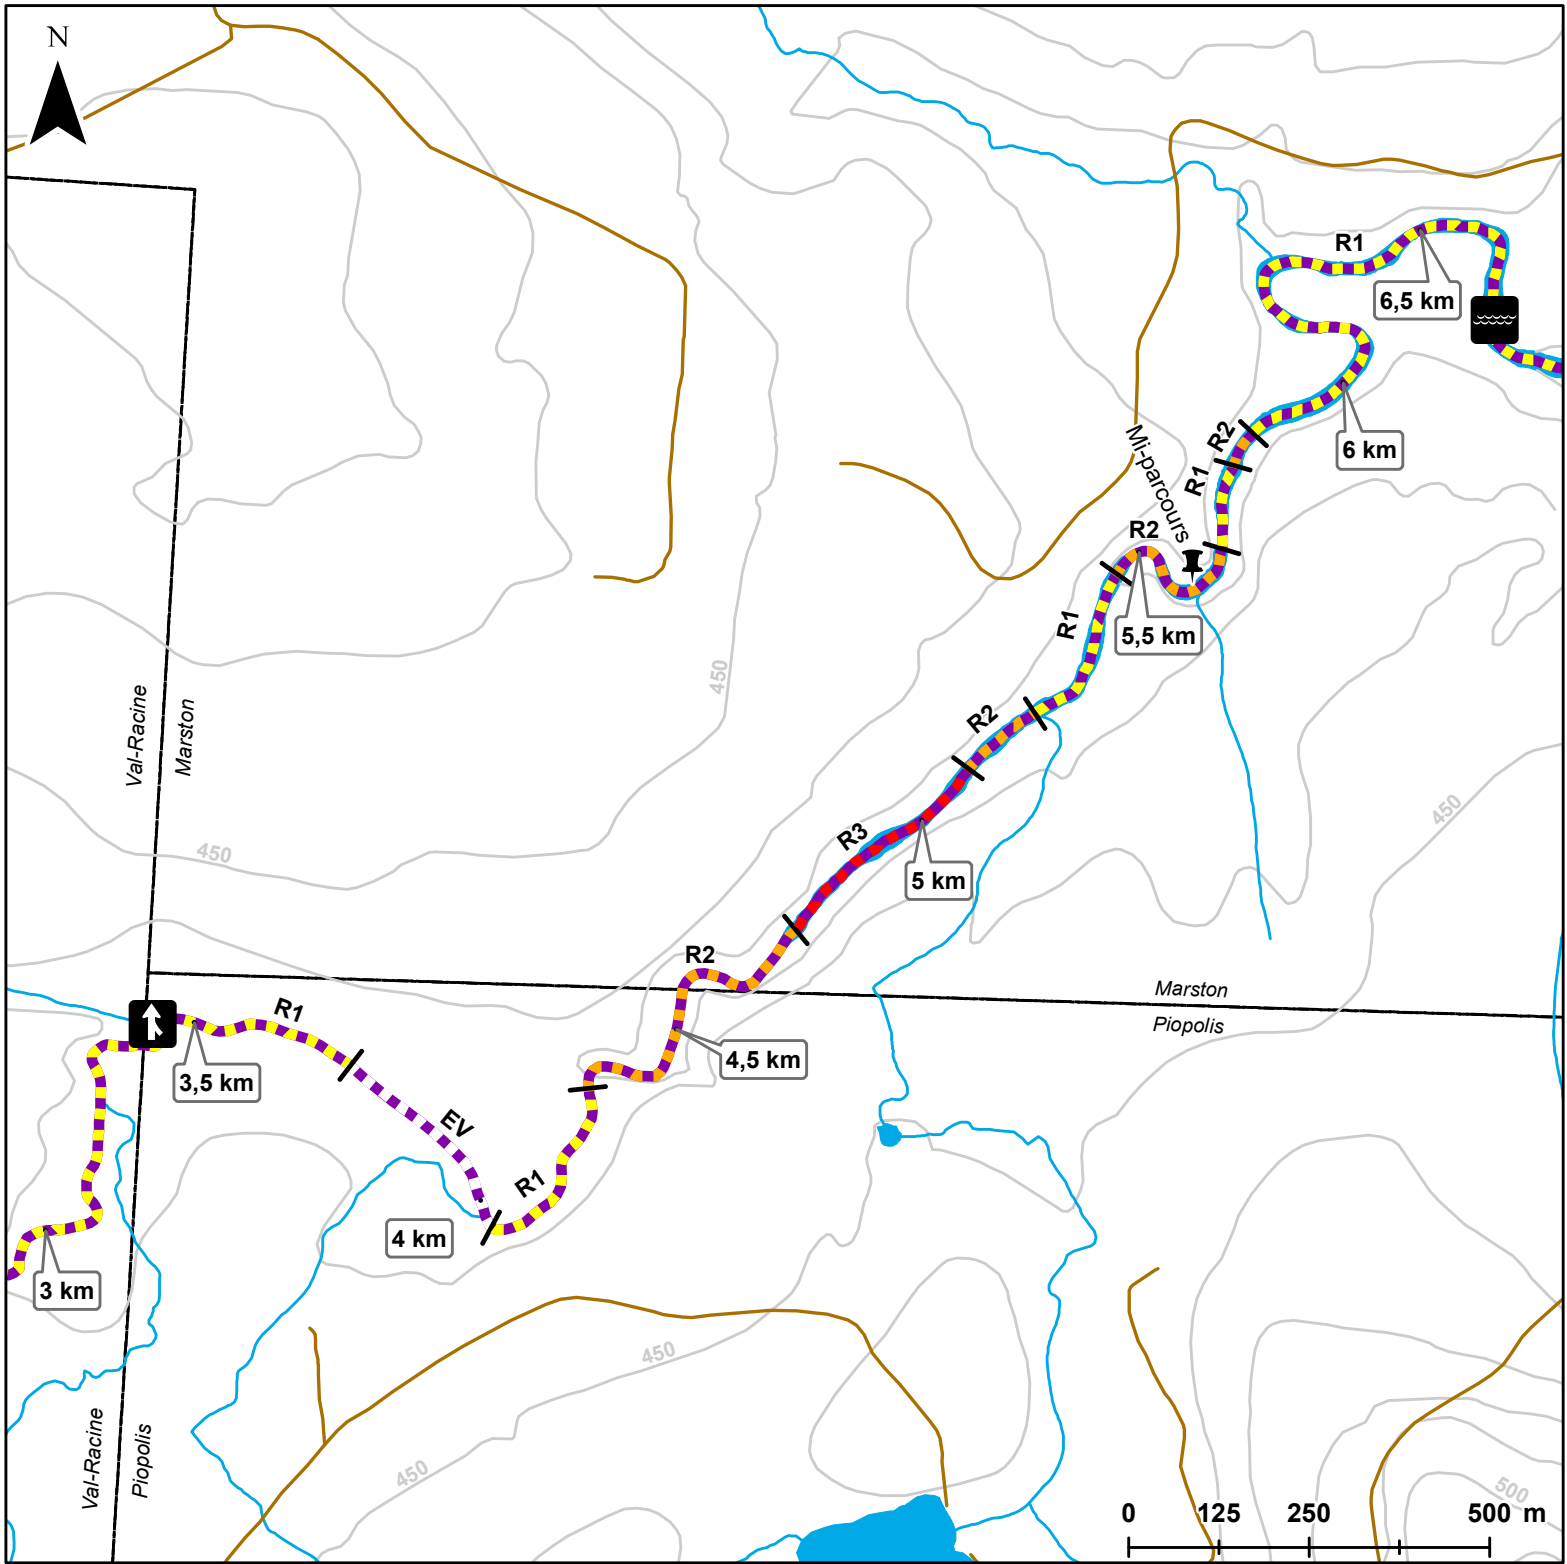 N
R1
6,5 km
R2
Mi-parcours
6 km
R1
R2
5,5 km
R1
450
Val-Racine
Marston
R2
450
450
R3
5 km
R2
Marston
Piopolis
R1
4,5 km
3,5 km
EV
R1
4 km
3 km
450
Val-Racine
Piopolis
450
500
0 125 250 500 m